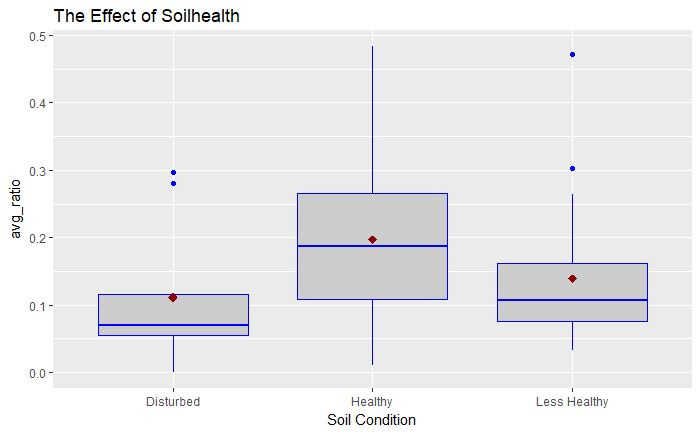 The Effect of Soilhealth
avg_ratio
0.5
0.4
0.3
0.2
0.1
0.0
Disturbed
Healthy
Less Healthy
Soil Condition